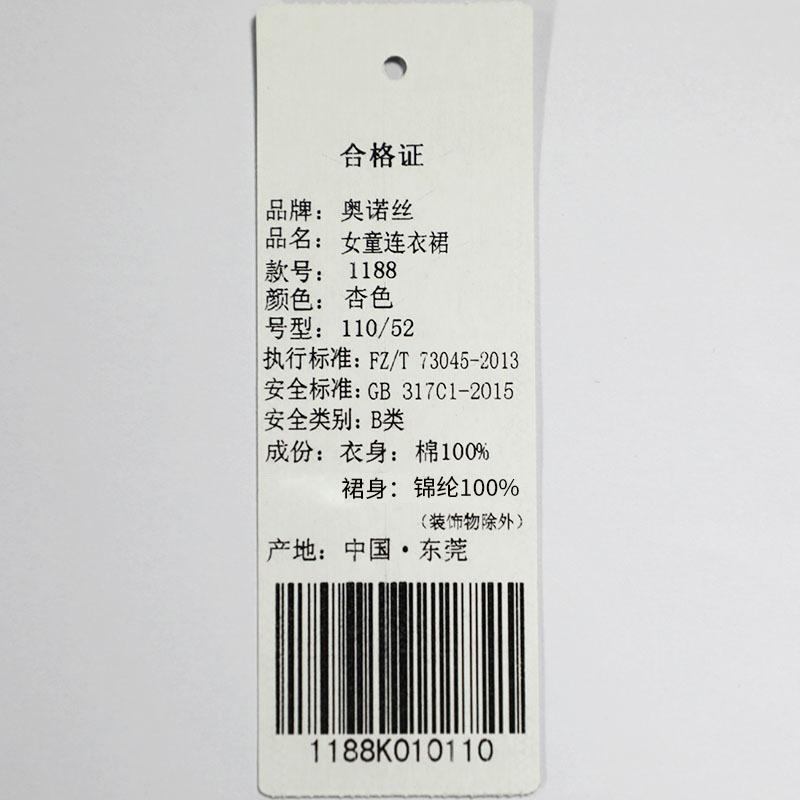 合格证
品牌：奥诺丝
品名：女童连衣裙
款号：1188
颜色：杏色
号型：110/52
执行标准：FZ/T 73045-2013
安全标准：GB 317C1-2015
安全类别：B类
成份：衣身：棉100%
裙身：锦纶100%
（装饰物除外）
产地：中国·东莞
1188K010110